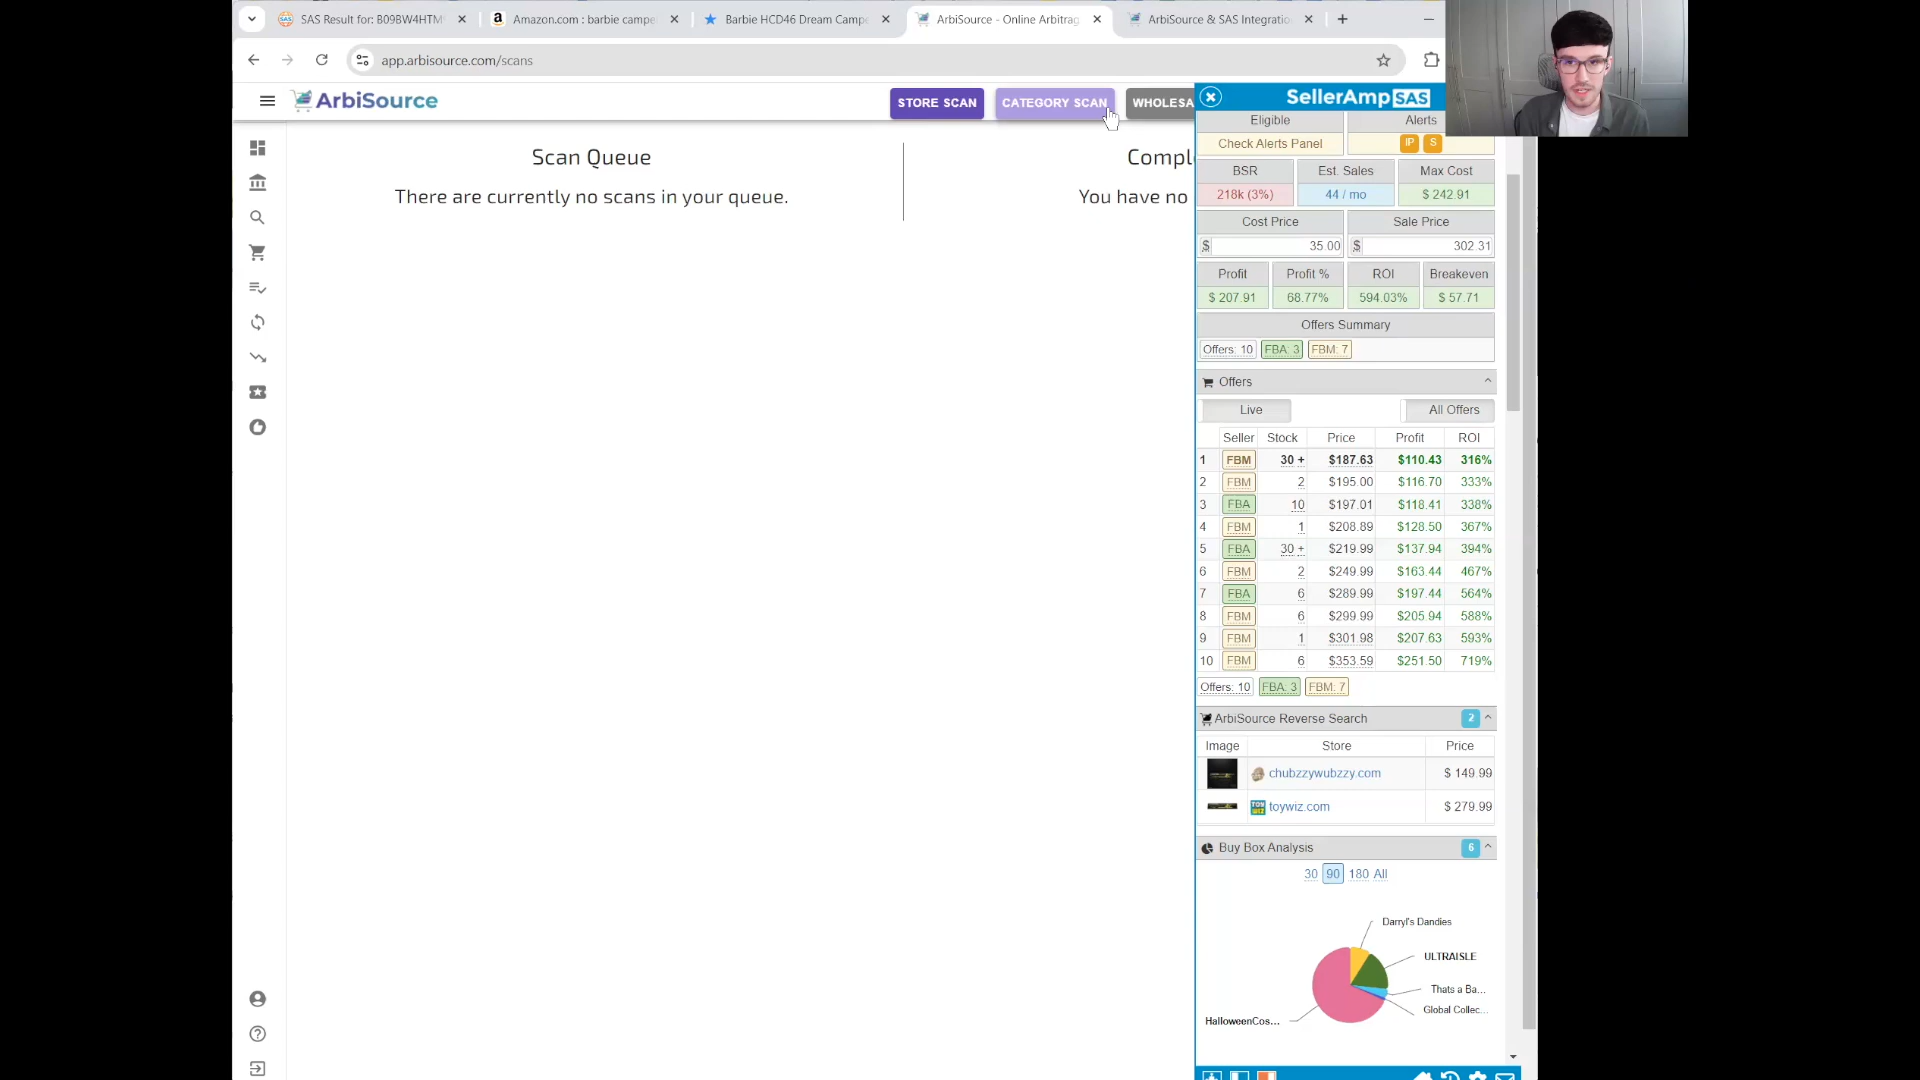 SAS Result for: B09BW4HTM
Amazon.com : barbie campe
Barbie HCD46 Dream Campe
ArbiSource - Online Arbitrag
ArbiSource & SAS Integratio
app.arbisource.com/scans
ArbiSource
STORE SCAN
CATEGORY SCAN
WHOLESA
Scan Queue
There are currently no scans in your queue.
Compl
You have no
SellerAmp SAS
Eligible Alerts
Check Alerts Panel IP S
BSR Est. Sales Max Cost
218k (3%) 44 / mo $ 242.91
Cost Price Sale Price
$ 35.00 $ 302.31
Profit Profit % ROI Breakeven
$ 207.91 68.77% 594.03% $ 57.71
Offers Summary
Offers: 10 FBA: 3 FBM: 7
Offers
Live All Offers
Seller Stock Price Profit ROI
1 FBM 30 + $187.63 $110.43 316%
2 FBM 2 $195.00 $116.70 333%
3 FBA 10 $197.01 $118.41 338%
4 FBM 1 $208.89 $128.50 367%
5 FBA 30 + $219.99 $137.94 394%
6 FBM 2 $249.99 $163.44 467%
7 FBA 6 $289.99 $197.44 564%
8 FBM 6 $299.99 $205.94 588%
9 FBM 1 $301.98 $207.63 593%
10 FBM 6 $353.59 $251.50 719%
Offers: 10 FBA: 3 FBM: 7
ArbiSource Reverse Search 2
Image Store Price
chubzzywubzzy.com $ 149.99
TOY WIZ toywiz.com $ 279.99
Buy Box Analysis 6
30 90 180 All
Darryl's Dandies
ULTRAISLE
Thats a Ba...
Global Collec...
HalloweenCos...